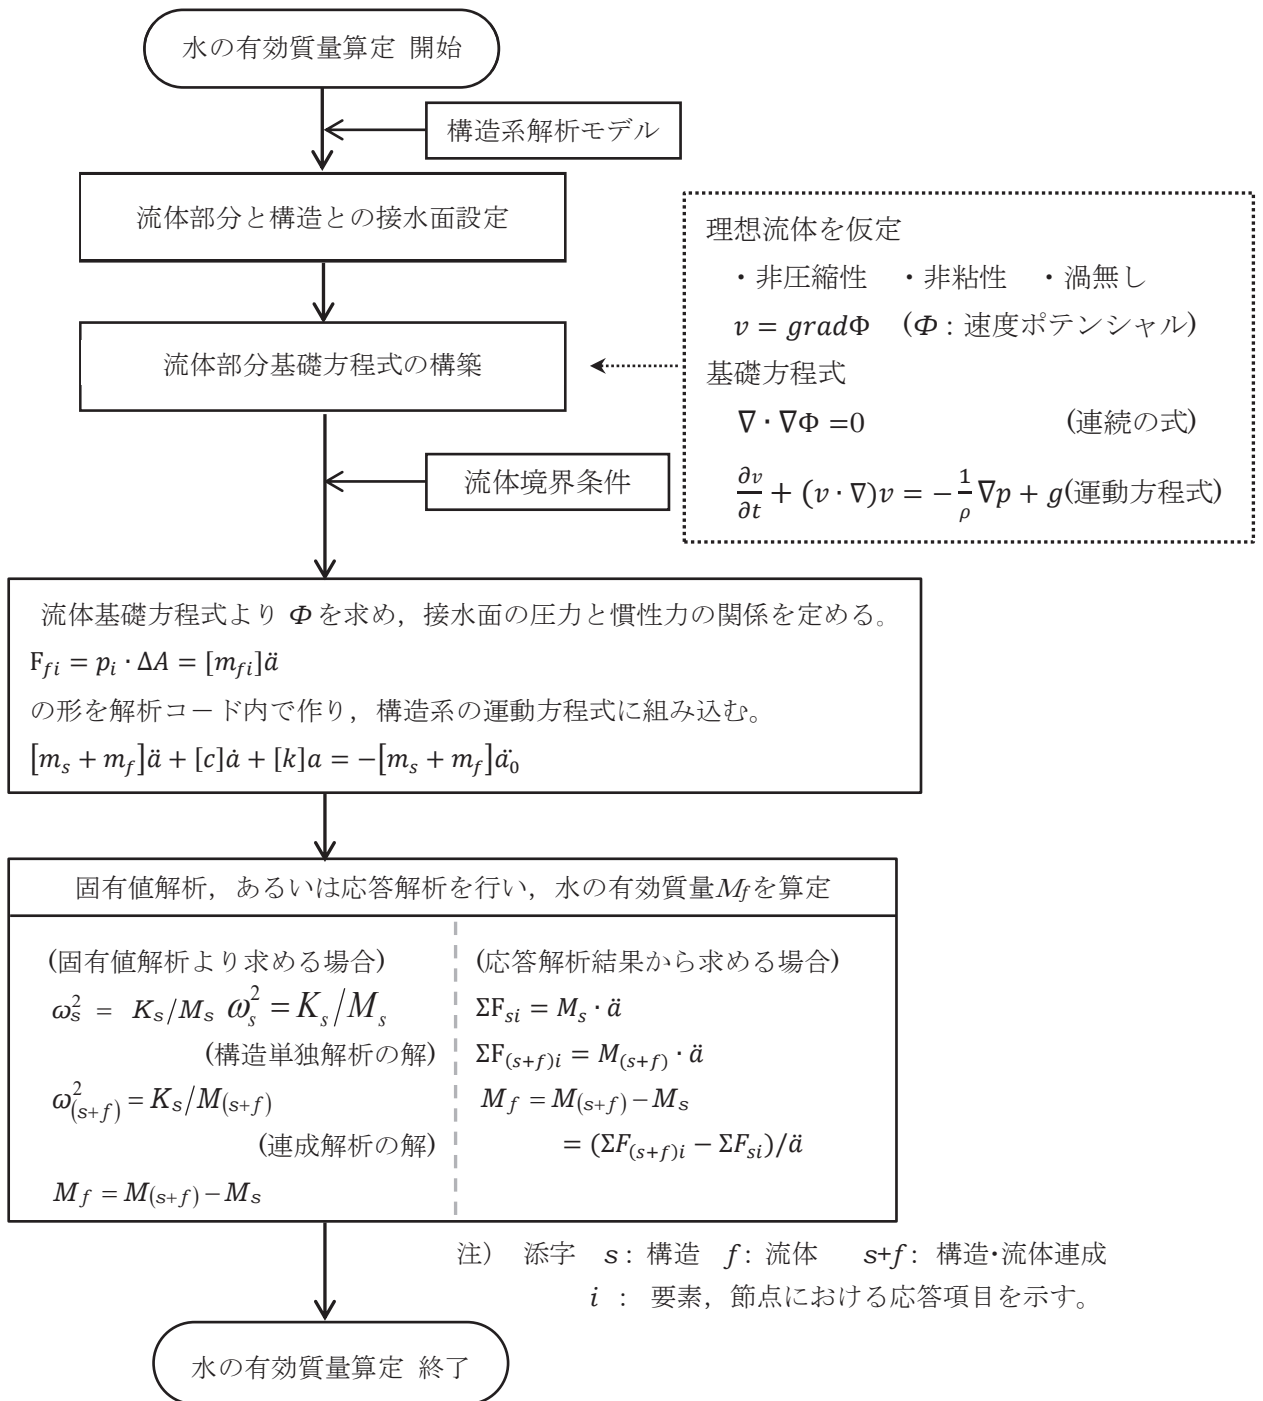 水の有効質量算定 開始
構造系解析モデル
流体部分と構造との接水面設定
理想流体を仮定
・非圧縮性 ・非粘性 ・渦無し
v = gradΦ (Φ : 速度ポテンシャル)
流体部分基礎方程式の構築
基礎方程式
∇ · ∇Φ =0 (連続の式)
∂v/∂t + (v · ∇)v = −1/ρ ∇p + g(運動方程式)
流体境界条件
流体基礎方程式より Φ を求め，接水面の圧力と慣性力の関係を定める。
F_{fi} = p_i · ΔA = [m_{fi}]ä
の形を解析コード内で作り，構造系の運動方程式に組み込む。
[m_s + m_f]ä + [c]ȧ + [k]a = −[m_s + m_f]ä_0
固有値解析，あるいは応答解析を行い，水の有効質量M_fを算定
(固有値解析より求める場合)
ω_s^2 = K_s/M_s ω_s^2 = K_s/M_s
(構造単独解析の解)
ω_{(s+f)}^2 = K_s/M_{(s+f)}
(連成解析の解)
M_f = M_{(s+f)} − M_s
(応答解析結果から求める場合)
ΣF_{si} = M_s · ä
ΣF_{(s+f)i} = M_{(s+f)} · ä
M_f = M_{(s+f)} − M_s
= (ΣF_{(s+f)i} − ΣF_{si})/ä
注） 添字 s : 構造 f : 流体 s+f : 構造・流体連成
i : 要素，節点における応答項目を示す。
水の有効質量算定 終了